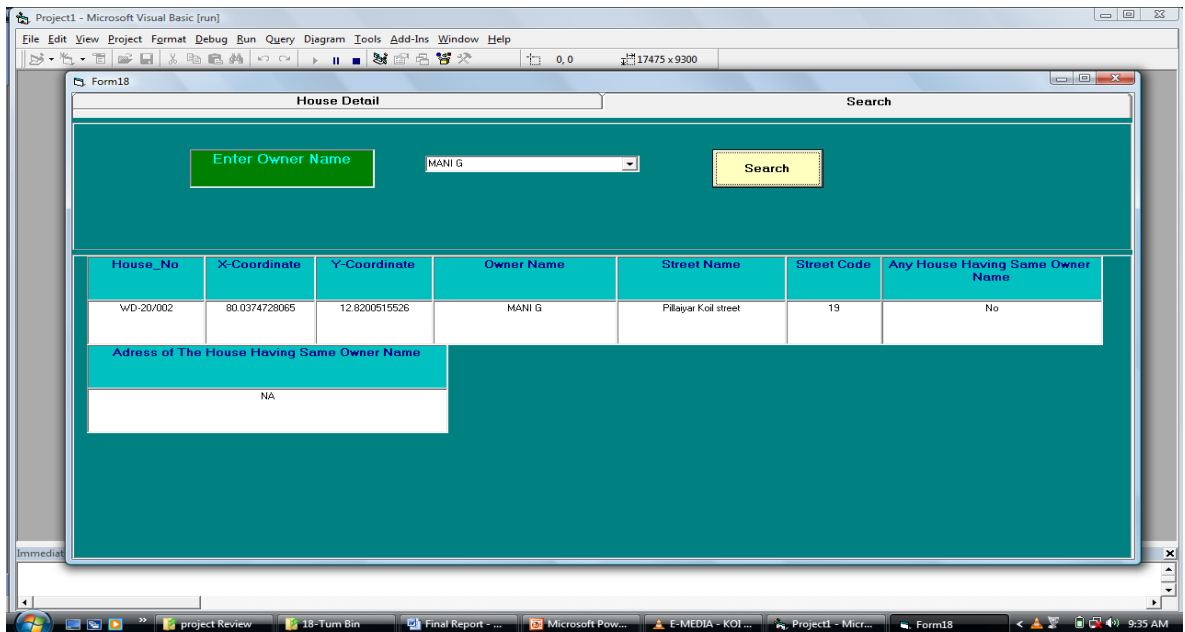 Project1 - Microsoft Visual Basic [run]
File Edit View Project Format Debug Run Query Diagram Tools Add-Ins Window Help
0, 0 17475 x 9300
Form18
House Detail Search
Enter Owner Name MANI G Search
House_No X-Coordinate Y-Coordinate Owner Name Street Name Street Code Any House Having Same Owner
Name
WD-20/002 80.0374728065 12.8200515526 MANI G Pillaiyar Koil street 19 No
Adress of The House Having Same Owner Name
NA
Immediat
project Review 18-Tum Bin Final Report - ... Microsoft Pow... E-MEDIA - KOI ... Project1 - Micr... Form18 9:35 AM